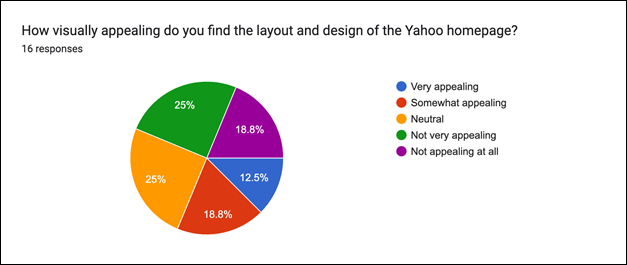 How visually appealing do you find the layout and design of the Yahoo homepage?
16 responses
Very appealing
Somewhat appealing
Neutral
Not very appealing
Not appealing at all
25%
18.8%
25%
12.5%
18.8%